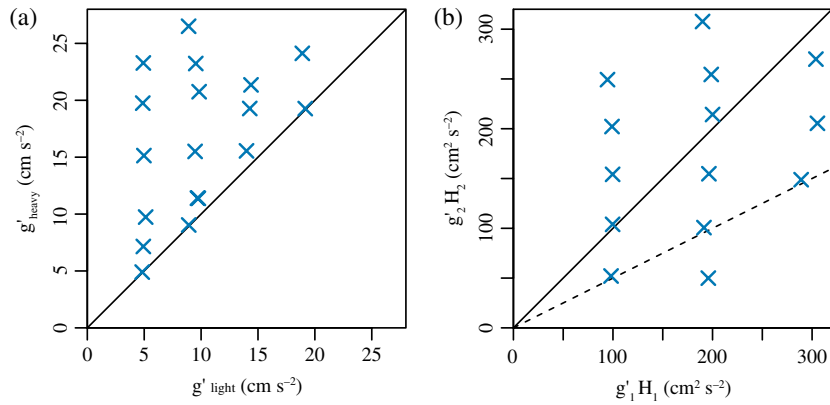 (a)
25
20
15
10
5
0
g'heavy (cm s⁻²)
0 5 10 15 20 25
g' light (cm s⁻²)
(b)
300
200
100
0
g'₂ H₂ (cm² s⁻²)
0 100 200 300
g'₁ H₁ (cm² s⁻²)